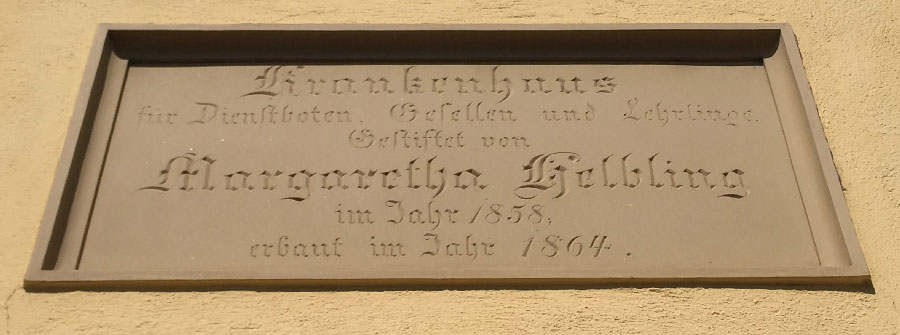 Krankenhaus
für Dienstboten, Gesellen und Lehrlinge.
Gestiftet von
Margaretha Helbling
im Jahr 1858,
erbaut im Jahr 1864.